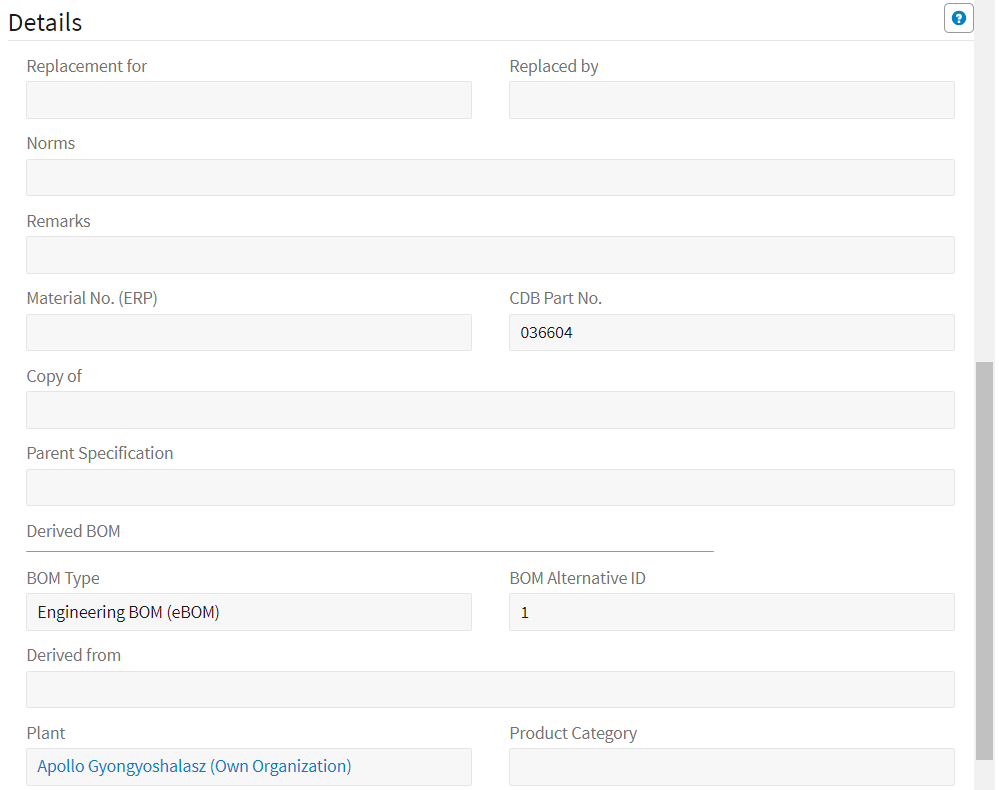 Details
?
Replacement for
Replaced by
Norms
Remarks
Material No. (ERP)
CDB Part No.
036604
Copy of
Parent Specification
Derived BOM
BOM Type
BOM Alternative ID
Engineering BOM (eBOM)
1
Derived from
Plant
Product Category
Apollo Gyongyoshalasz (Own Organization)